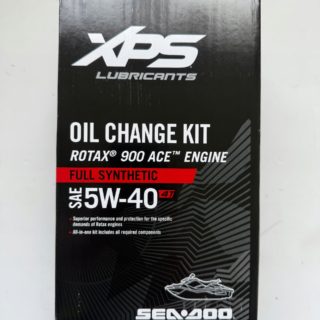 XPS
LUBRICANTS
OIL CHANGE KIT
ROTAX® 900 ACE™ ENGINE
FULL SYNTHETIC
SAE 5W-40 4T
• Superior performance and protection for the specific
demands of Rotax engines
• All-in-one kit includes all required components
SEA-DOO